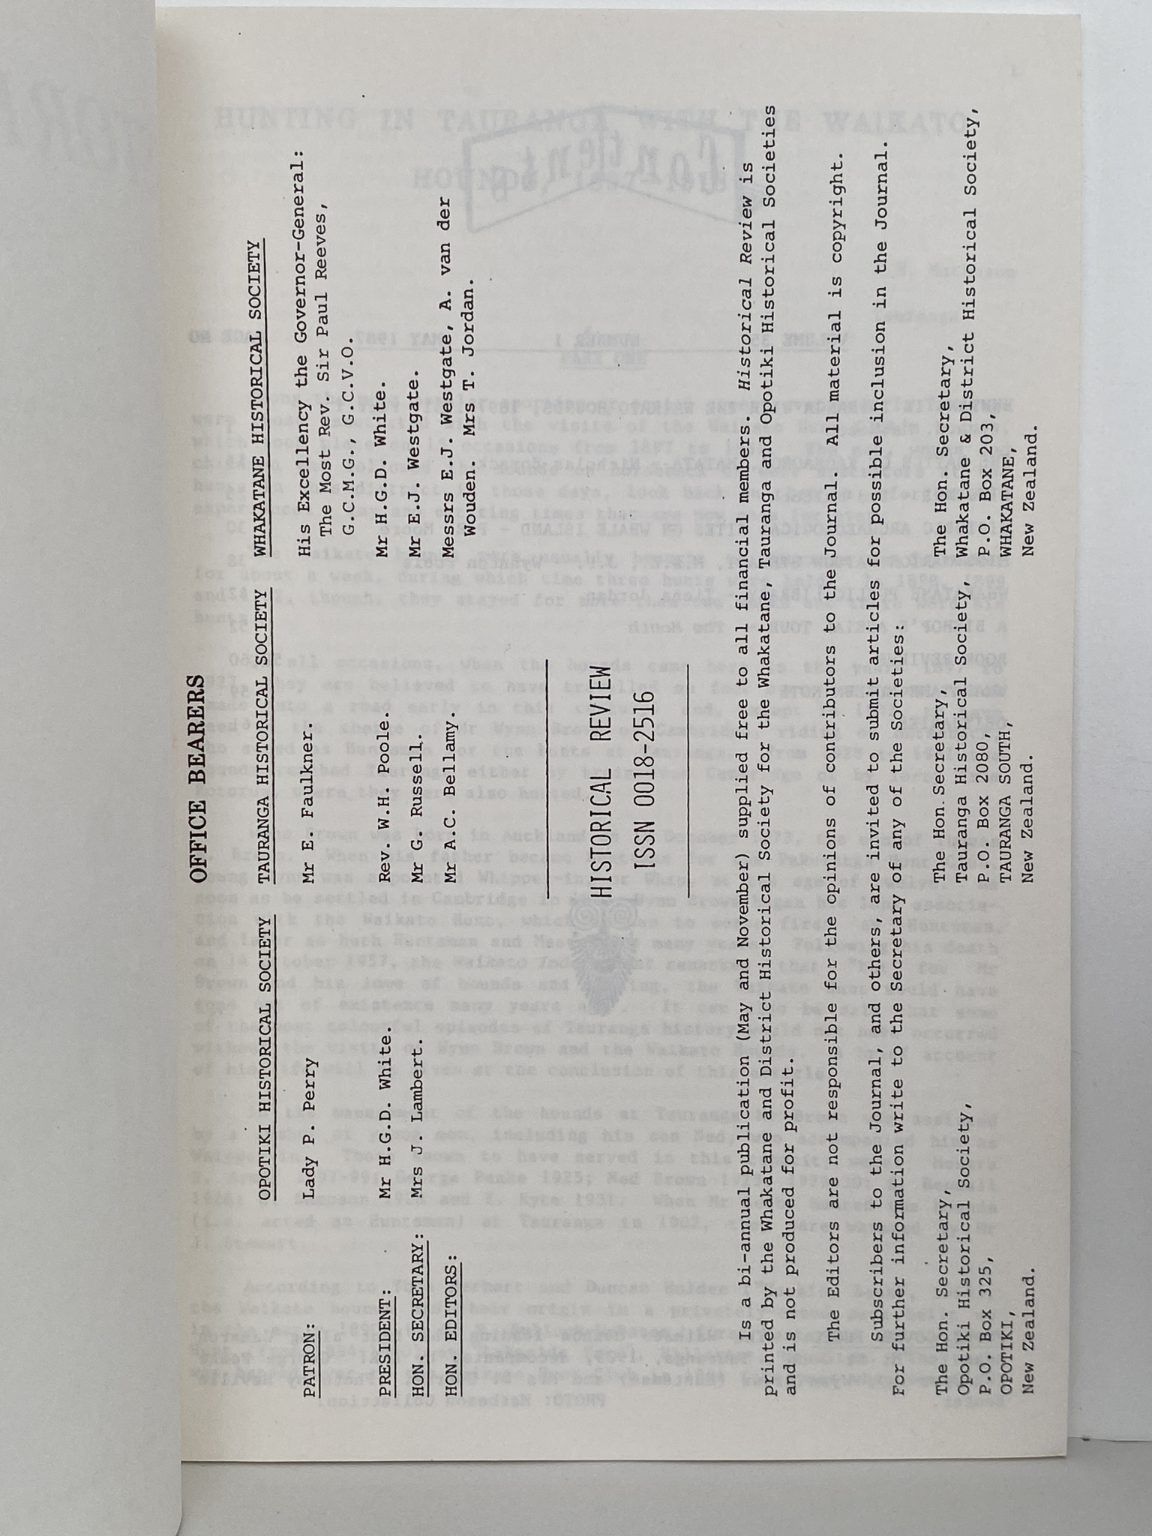 OFFICE BEARERS
OPOTIKI HISTORICAL SOCIETY TAURANGA HISTORICAL SOCIETY WHAKATANE HISTORICAL SOCIETY
PATRON: Lady P. Perry Mr E. Faulkner. His Excellency the Governor-General:
The Most Rev. Sir Paul Reeves,
G.C.M.G., G.C.V.O.
PRESIDENT: Mr H.G.D. White. Rev. W.H. Poole. Mr H.G.D. White.
HON. SECRETARY: Mrs J. Lambert. Mr G. Russell. Mr E.J. Westgate.
HON. EDITORS: Mr A.C. Bellamy. Messrs E.J. Westgate, A. van der
Wouden. Mrs T. Jordan.
HISTORICAL REVIEW
ISSN 0018-2516
Is a bi-annual publication (May and November) supplied free to all financial members. Historical Review is
printed by the Whakatane and District Historical Society for the Whakatane, Tauranga and Opotiki Historical Societies
and is not produced for profit.
The Editors are not responsible for the opinions of contributors to the Journal. All material is copyright.
Subscribers to the Journal, and others, are invited to submit articles for possible inclusion in the Journal.
For further information write to the Secretary of any of the Societies:
The Hon. Secretary, The Hon. Secretary, The Hon. Secretary,
Opotiki Historical Society, Tauranga Historical Society, Whakatane & District Historical Society,
P.O. Box 325, P.O. Box 2080, P.O. Box 203,
OPOTIKI, TAURANGA SOUTH, WHAKATANE,
New Zealand. New Zealand. New Zealand.